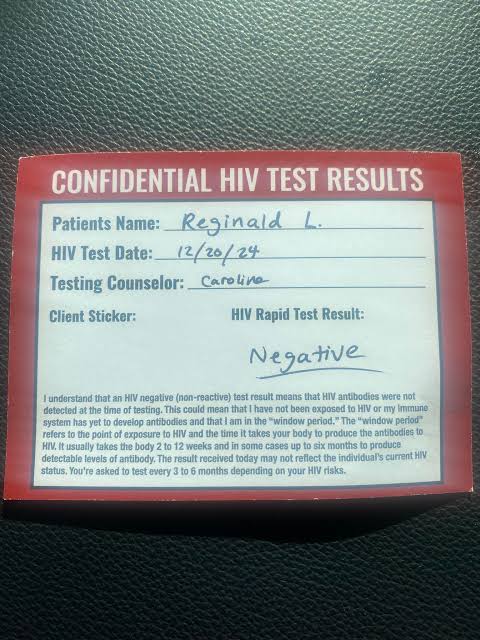 CONFIDENTIAL HIV TEST RESULTS
Patients Name: Reginald L.
HIV Test Date: 12/20/24
Testing Counselor: Caroline
Client Sticker: HIV Rapid Test Result:
Negative
I understand that an HIV negative (non-reactive) test result means that HIV antibodies were not
detected at the time of testing. This could mean that I have not been exposed to HIV or my immune
system has yet to develop antibodies and that I am in the "window period." The "window period"
refers to the point of exposure to HIV and the time it takes your body to produce the antibodies to
HIV. It usually takes the body 2 to 12 weeks and in some cases up to six months to produce
detectable levels of antibody. The result received today may not reflect the individual's current HIV
status. You're asked to test every 3 to 6 months depending on your HIV risks.